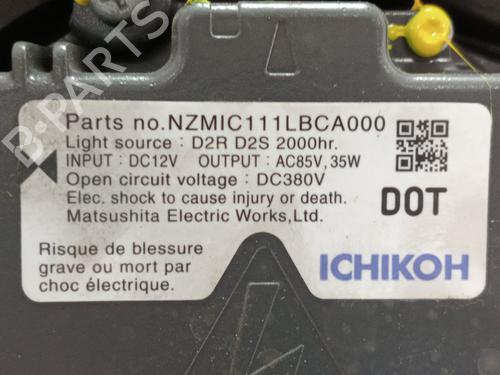 Parts no.NZMIC111LBCA000
Light source : D2R D2S 2000hr.
INPUT : DC12V OUTPUT : AC85V,35W
Open circuit voltage : DC380V
Elec. shock to cause injury or death.
Matsushita Electric Works,Ltd.
DOT
Risque de blessure
grave ou mort par
choc électrique.
ICHIKOH
B-PARTS